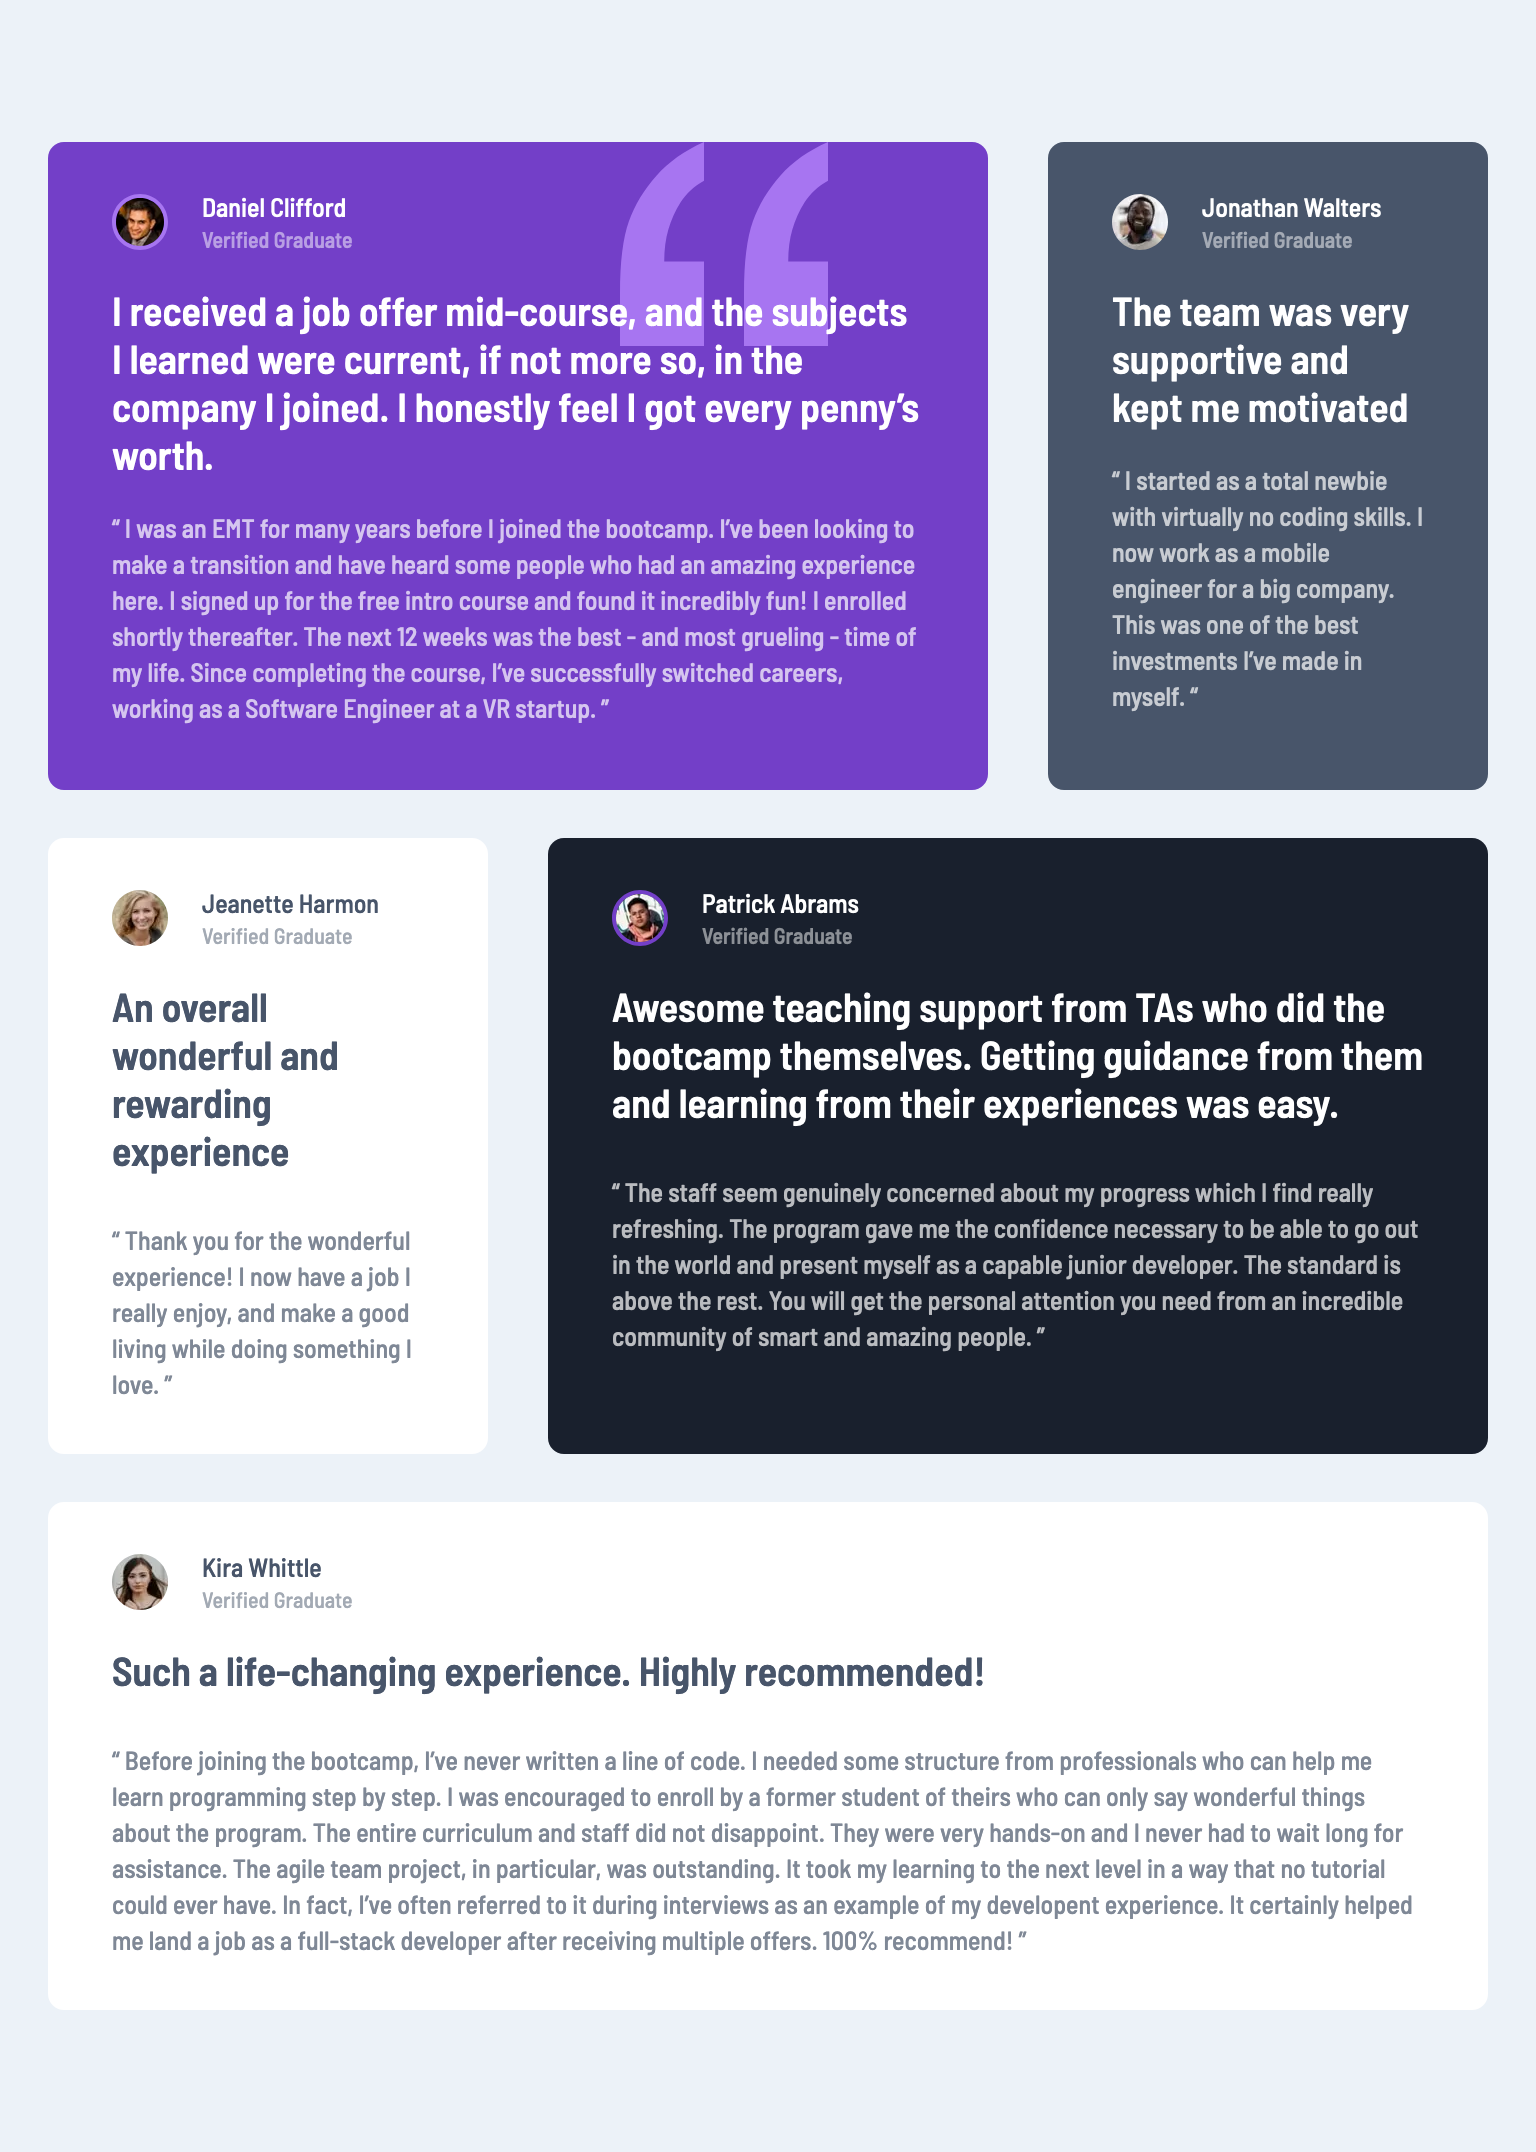 Daniel Clifford
Verified Graduate
I received a job offer mid-course, and the subjects
I learned were current, if not more so, in the
company I joined. I honestly feel I got every penny’s
worth.
“ I was an EMT for many years before I joined the bootcamp. I’ve been looking to
make a transition and have heard some people who had an amazing experience
here. I signed up for the free intro course and found it incredibly fun! I enrolled
shortly thereafter. The next 12 weeks was the best - and most grueling - time of
my life. Since completing the course, I’ve successfully switched careers,
working as a Software Engineer at a VR startup. ”
Jonathan Walters
Verified Graduate
The team was very
supportive and
kept me motivated
“ I started as a total newbie
with virtually no coding skills. I
now work as a mobile
engineer for a big company.
This was one of the best
investments I’ve made in
myself. “
Jeanette Harmon
Verified Graduate
An overall
wonderful and
rewarding
experience
“ Thank you for the wonderful
experience! I now have a job I
really enjoy, and make a good
living while doing something I
love. ”
Patrick Abrams
Verified Graduate
Awesome teaching support from TAs who did the
bootcamp themselves. Getting guidance from them
and learning from their experiences was easy.
“ The staff seem genuinely concerned about my progress which I find really
refreshing. The program gave me the confidence necessary to be able to go out
in the world and present myself as a capable junior developer. The standard is
above the rest. You will get the personal attention you need from an incredible
community of smart and amazing people. ”
Kira Whittle
Verified Graduate
Such a life-changing experience. Highly recommended!
“ Before joining the bootcamp, I’ve never written a line of code. I needed some structure from professionals who can help me
learn programming step by step. I was encouraged to enroll by a former student of theirs who can only say wonderful things
about the program. The entire curriculum and staff did not disappoint. They were very hands-on and I never had to wait long for
assistance. The agile team project, in particular, was outstanding. It took my learning to the next level in a way that no tutorial
could ever have. In fact, I’ve often referred to it during interviews as an example of my developent experience. It certainly helped
me land a job as a full-stack developer after receiving multiple offers. 100% recommend! ”